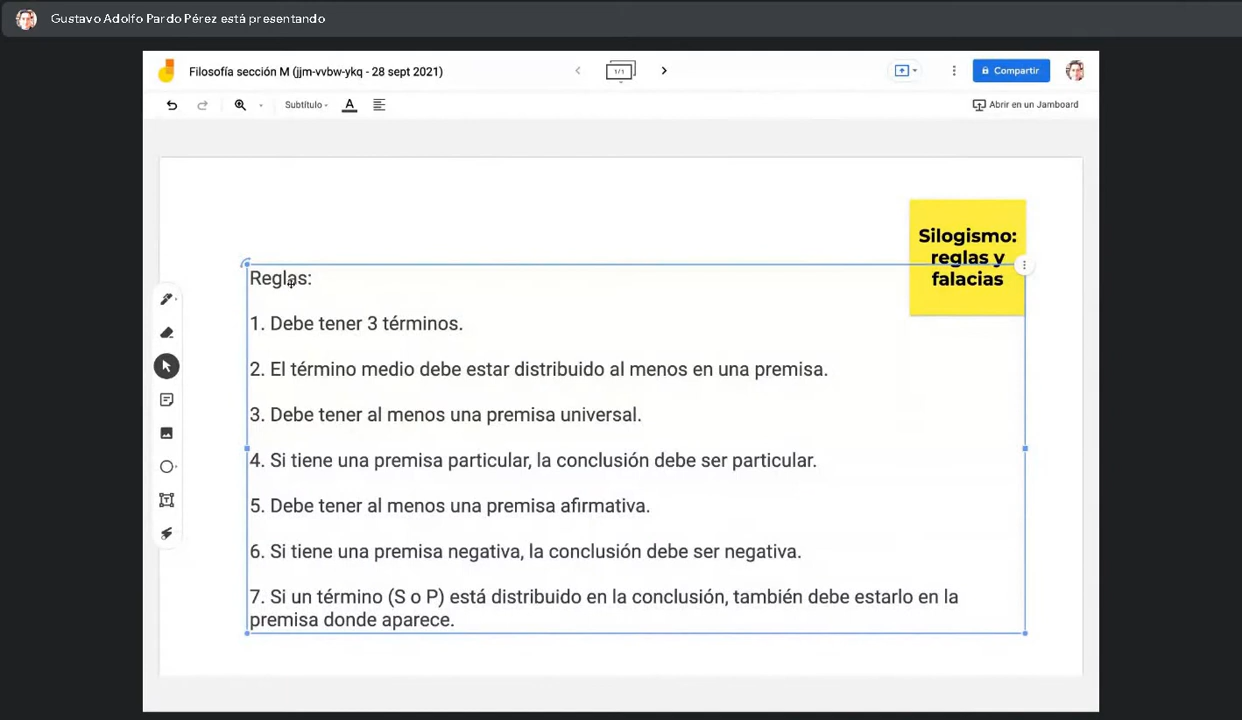 Gustavo Adolfo Pardo Pérez está presentando
Filosofía sección M (jjm-vvbw-ykq - 28 sept 2021)
1/1
Compartir
Subtítulo
A
Abrir en un Jamboard
Silogismo:
reglas y
falacias
Reglas:
1. Debe tener 3 términos.
2. El término medio debe estar distribuido al menos en una premisa.
3. Debe tener al menos una premisa universal.
4. Si tiene una premisa particular, la conclusión debe ser particular.
5. Debe tener al menos una premisa afirmativa.
6. Si tiene una premisa negativa, la conclusión debe ser negativa.
7. Si un término (S o P) está distribuido en la conclusión, también debe estarlo en la
premisa donde aparece.